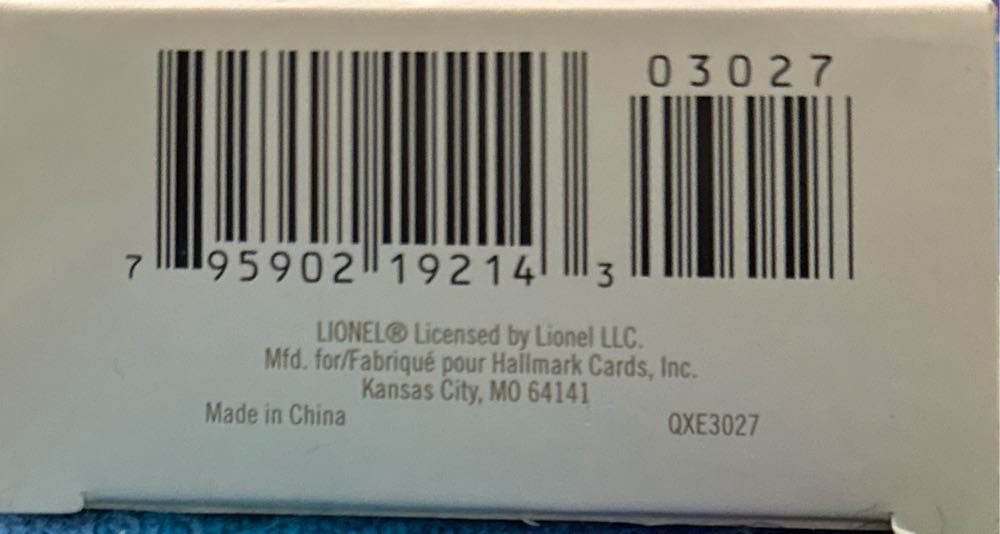 03027
7 95902 19214 3
LIONEL® Licensed by Lionel LLC.
Mfd. for/Fabriqué pour Hallmark Cards, Inc.
Kansas City, MO 64141
Made in China QXE3027